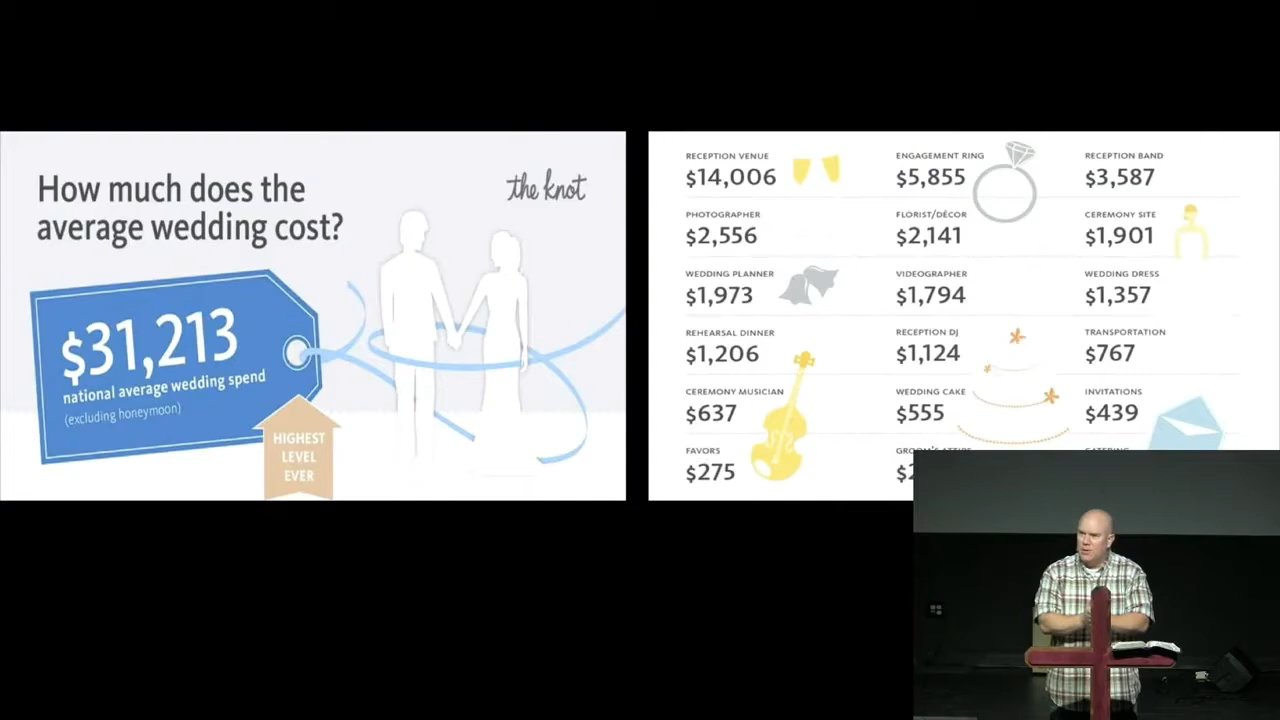 How much does the
average wedding cost?
the knot
$31,213
national average wedding spend
(excluding honeymoon)
HIGHEST
LEVEL
EVER
RECEPTION VENUE
$14,006
ENGAGEMENT RING
$5,855
RECEPTION BAND
$3,587
PHOTOGRAPHER
$2,556
FLORIST/DÉCOR
$2,141
CEREMONY SITE
$1,901
WEDDING PLANNER
$1,973
VIDEOGRAPHER
$1,794
WEDDING DRESS
$1,357
REHEARSAL DINNER
$1,206
RECEPTION DJ
$1,124
TRANSPORTATION
$767
CEREMONY MUSICIAN
$637
WEDDING CAKE
$555
INVITATIONS
$439
FAVORS
$275